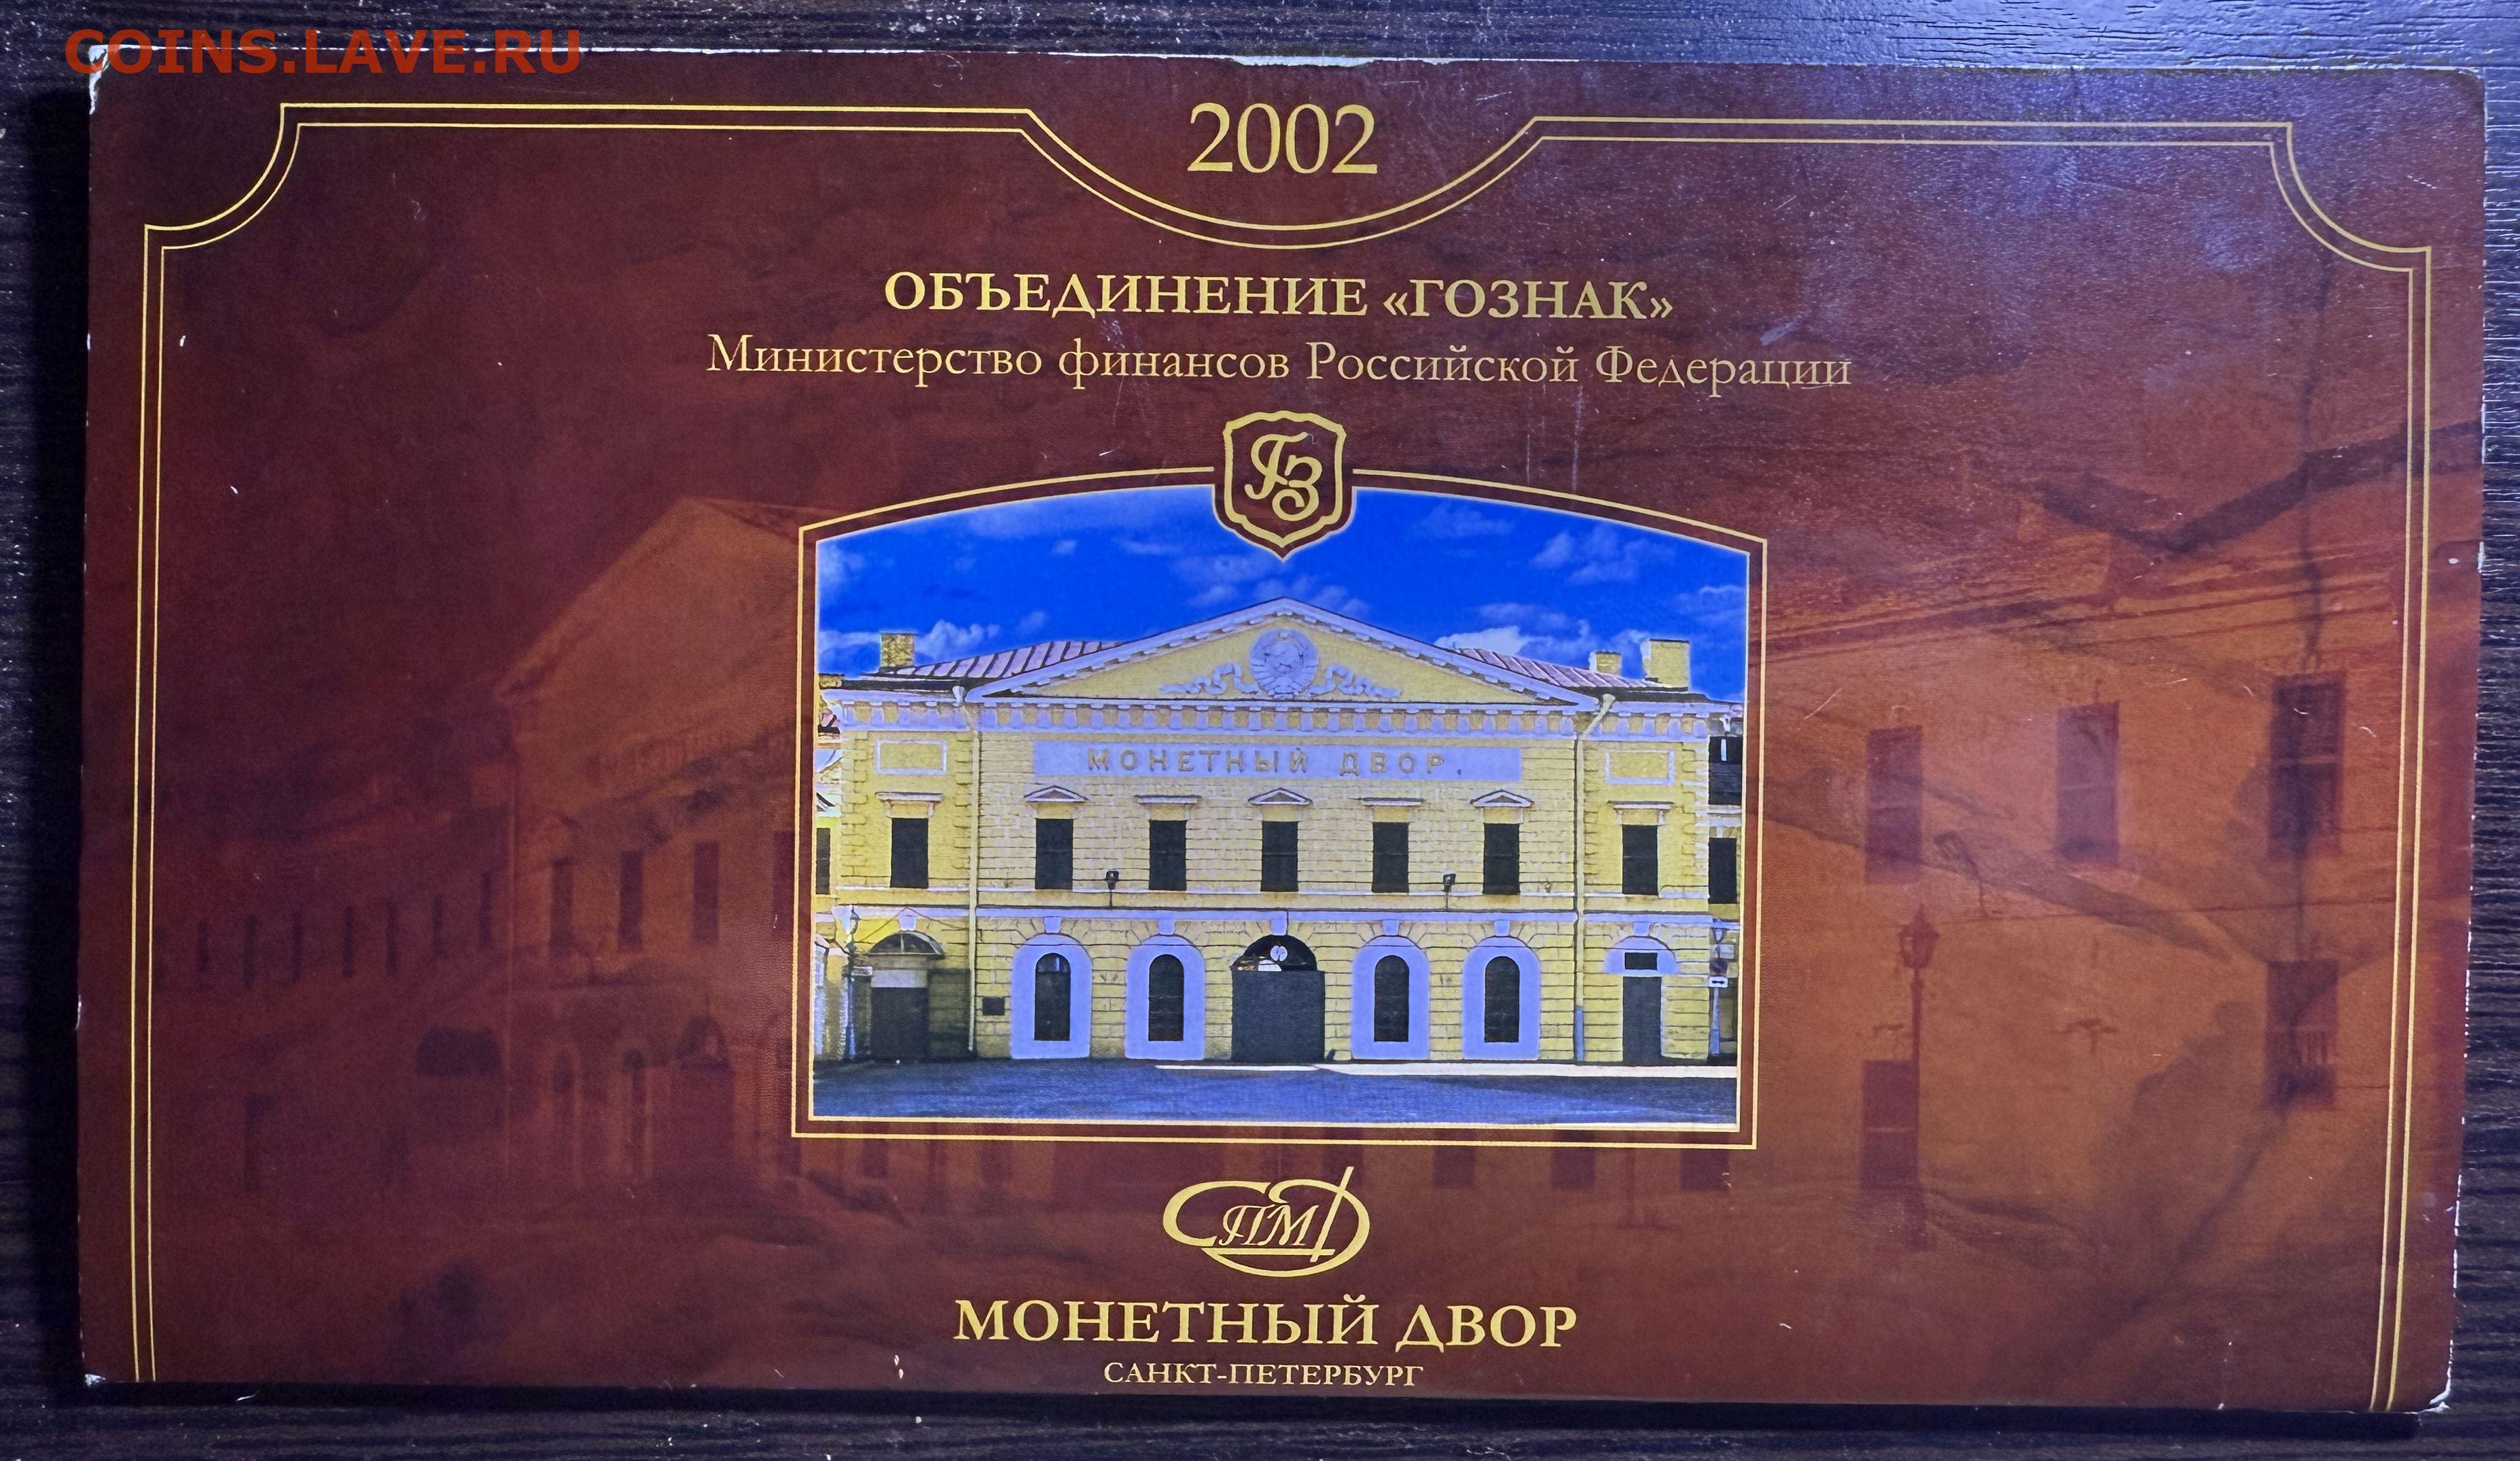 COINS.LAVE.RU
2002
ОБЪЕДИНЕНИЕ «ГОЗНАК»
Министерство финансов Российской Федерации
ГЗ
МОНЕТНЫЙ ДВОР.
СПМД
МОНЕТНЫЙ ДВОР
САНКТ-ПЕТЕРБУРГ